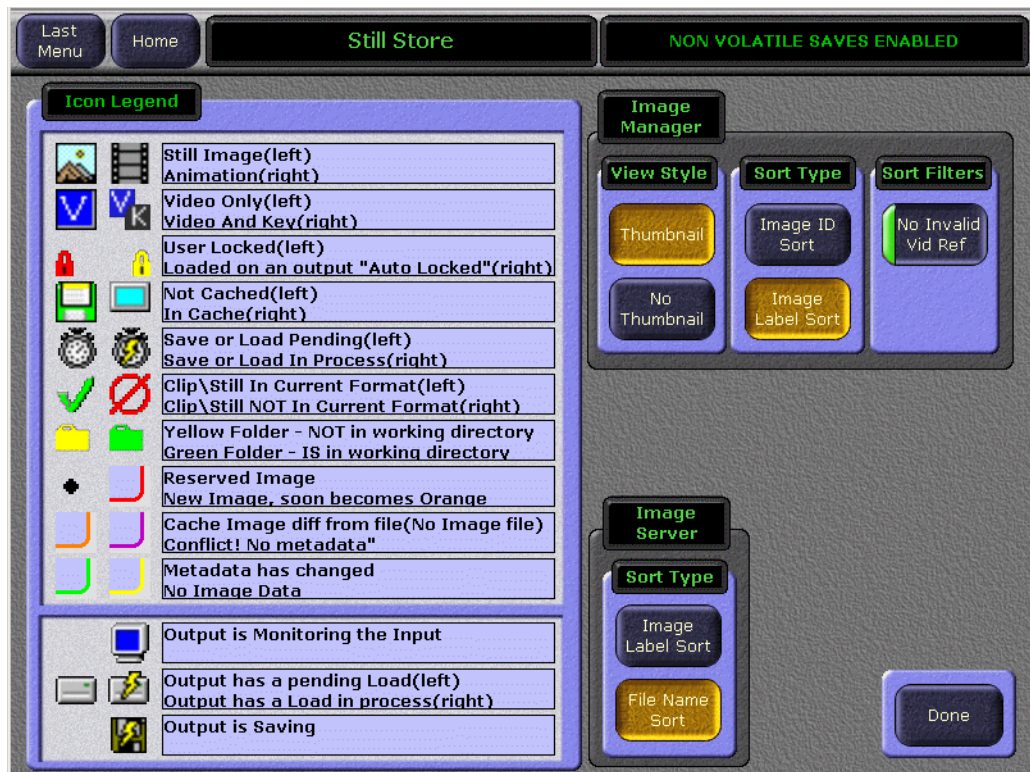 Last
Menu
Home
Still Store
NON VOLATILE SAVES ENABLED
Icon Legend
Still Image(left)
Animation(right)
V
V
K
Video Only(left)
Video And Key(right)
User Locked(left)
Loaded on an output "Auto Locked"(right)
Not Cached(left)
In Cache(right)
Save or Load Pending(left)
Save or Load In Process(right)
Clip\Still In Current Format(left)
Clip\Still NOT In Current Format(right)
Yellow Folder - NOT in working directory
Green Folder - IS in working directory
Reserved Image
New Image, soon becomes Orange
Cache Image diff from file(No Image file)
Conflict! No metadata"
Metadata has changed
No Image Data
Output is Monitoring the Input
Output has a pending Load(left)
Output has a Load in process(right)
Output is Saving
Image
Manager
View Style
Thumbnail
No
Thumbnail
Sort Type
Image ID
Sort
Image
Label Sort
Sort Filters
No Invalid
Vid Ref
Image
Server
Sort Type
Image
Label Sort
File Name
Sort
Done